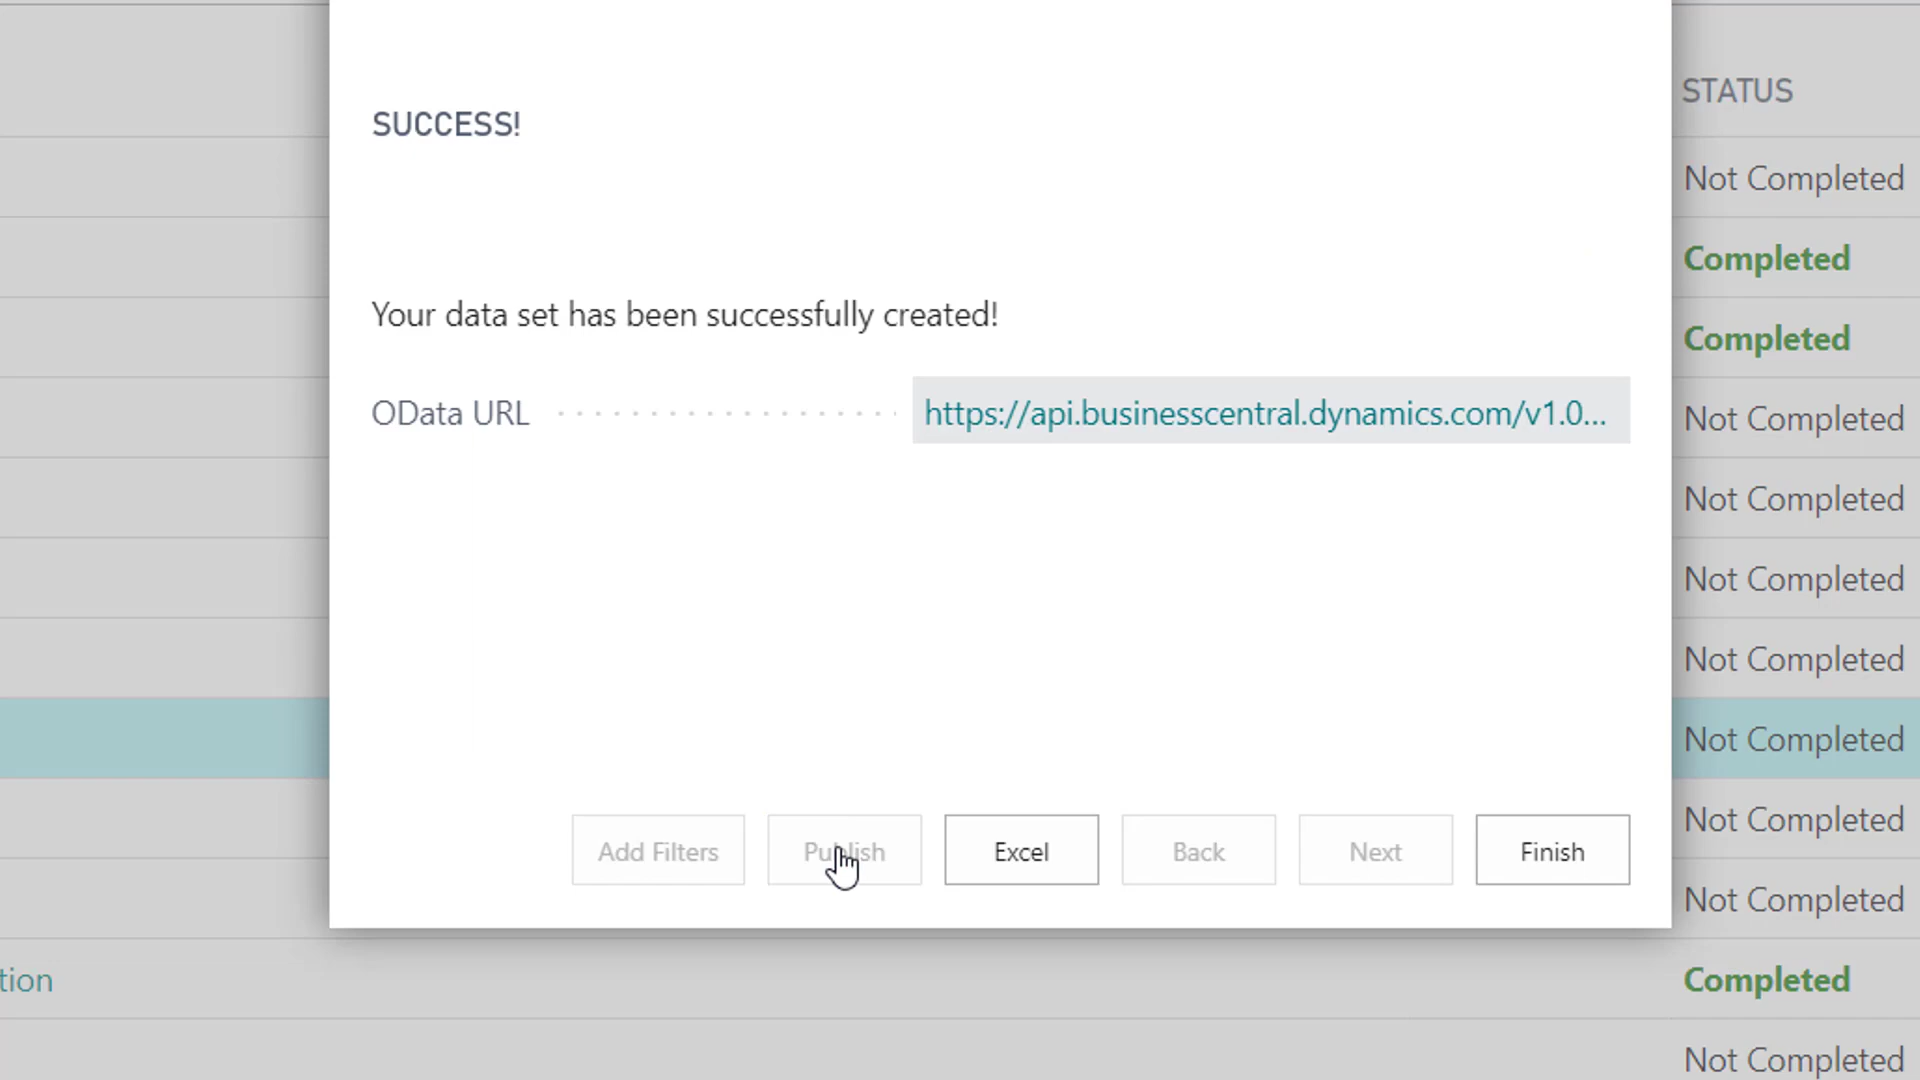 STATUS
SUCCESS!
Not Completed
Completed
Your data set has been successfully created!
Completed
OData URL https://api.businesscentral.dynamics.com/v1.0...
Not Completed
Not Completed
Not Completed
Not Completed
Not Completed
Not Completed
Add Filters Publish Excel Back Next Finish
Not Completed
tion
Completed
Not Completed